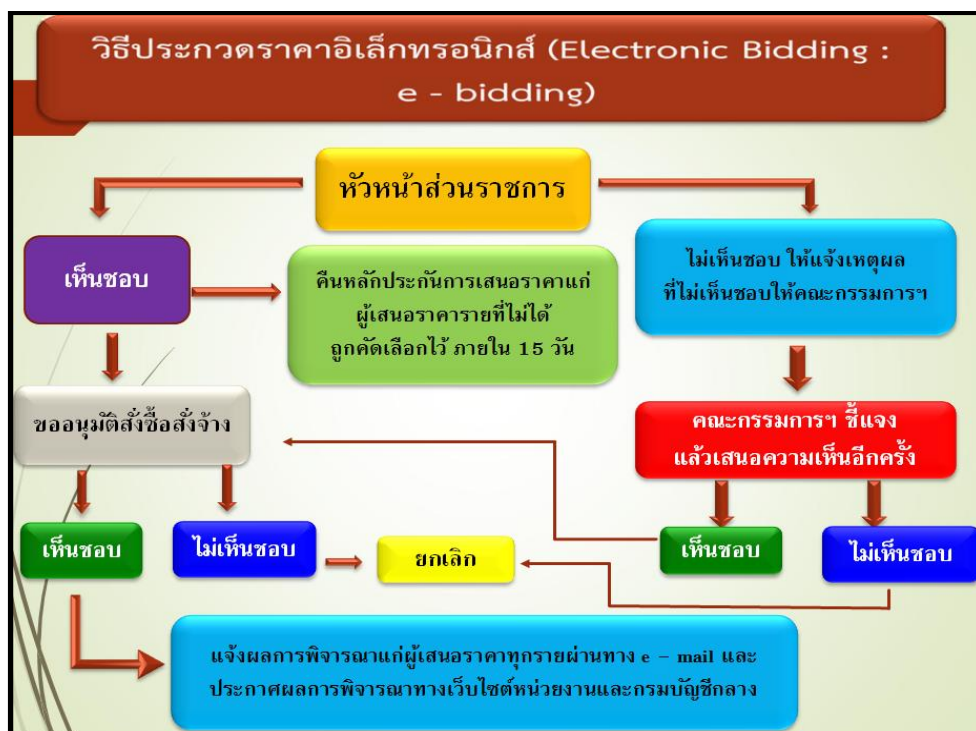 วิธีประกวดราคาอิเล็กทรอนิกส์ (Electronic Bidding :
e - bidding)
หัวหน้าส่วนราชการ
เห็นชอบ
คืนหลักประกันการเสนอราคาแก่
ผู้เสนอราคารายที่ไม่ได้
ถูกคัดเลือกไว้ ภายใน 15 วัน
ไม่เห็นชอบ ให้แจ้งเหตุผล
ที่ไม่เห็นชอบให้คณะกรรมการฯ
ขออนุมัติสั่งซื้อสั่งจ้าง
คณะกรรมการฯ ชี้แจง
แล้วเสนอความเห็นอีกครั้ง
เห็นชอบ
ไม่เห็นชอบ
ยกเลิก
เห็นชอบ
ไม่เห็นชอบ
แจ้งผลการพิจารณาแก่ผู้เสนอราคาทุกรายผ่านทาง e - mail และ
ประกาศผลการพิจารณาทางเว็บไซต์หน่วยงานและกรมบัญชีกลาง